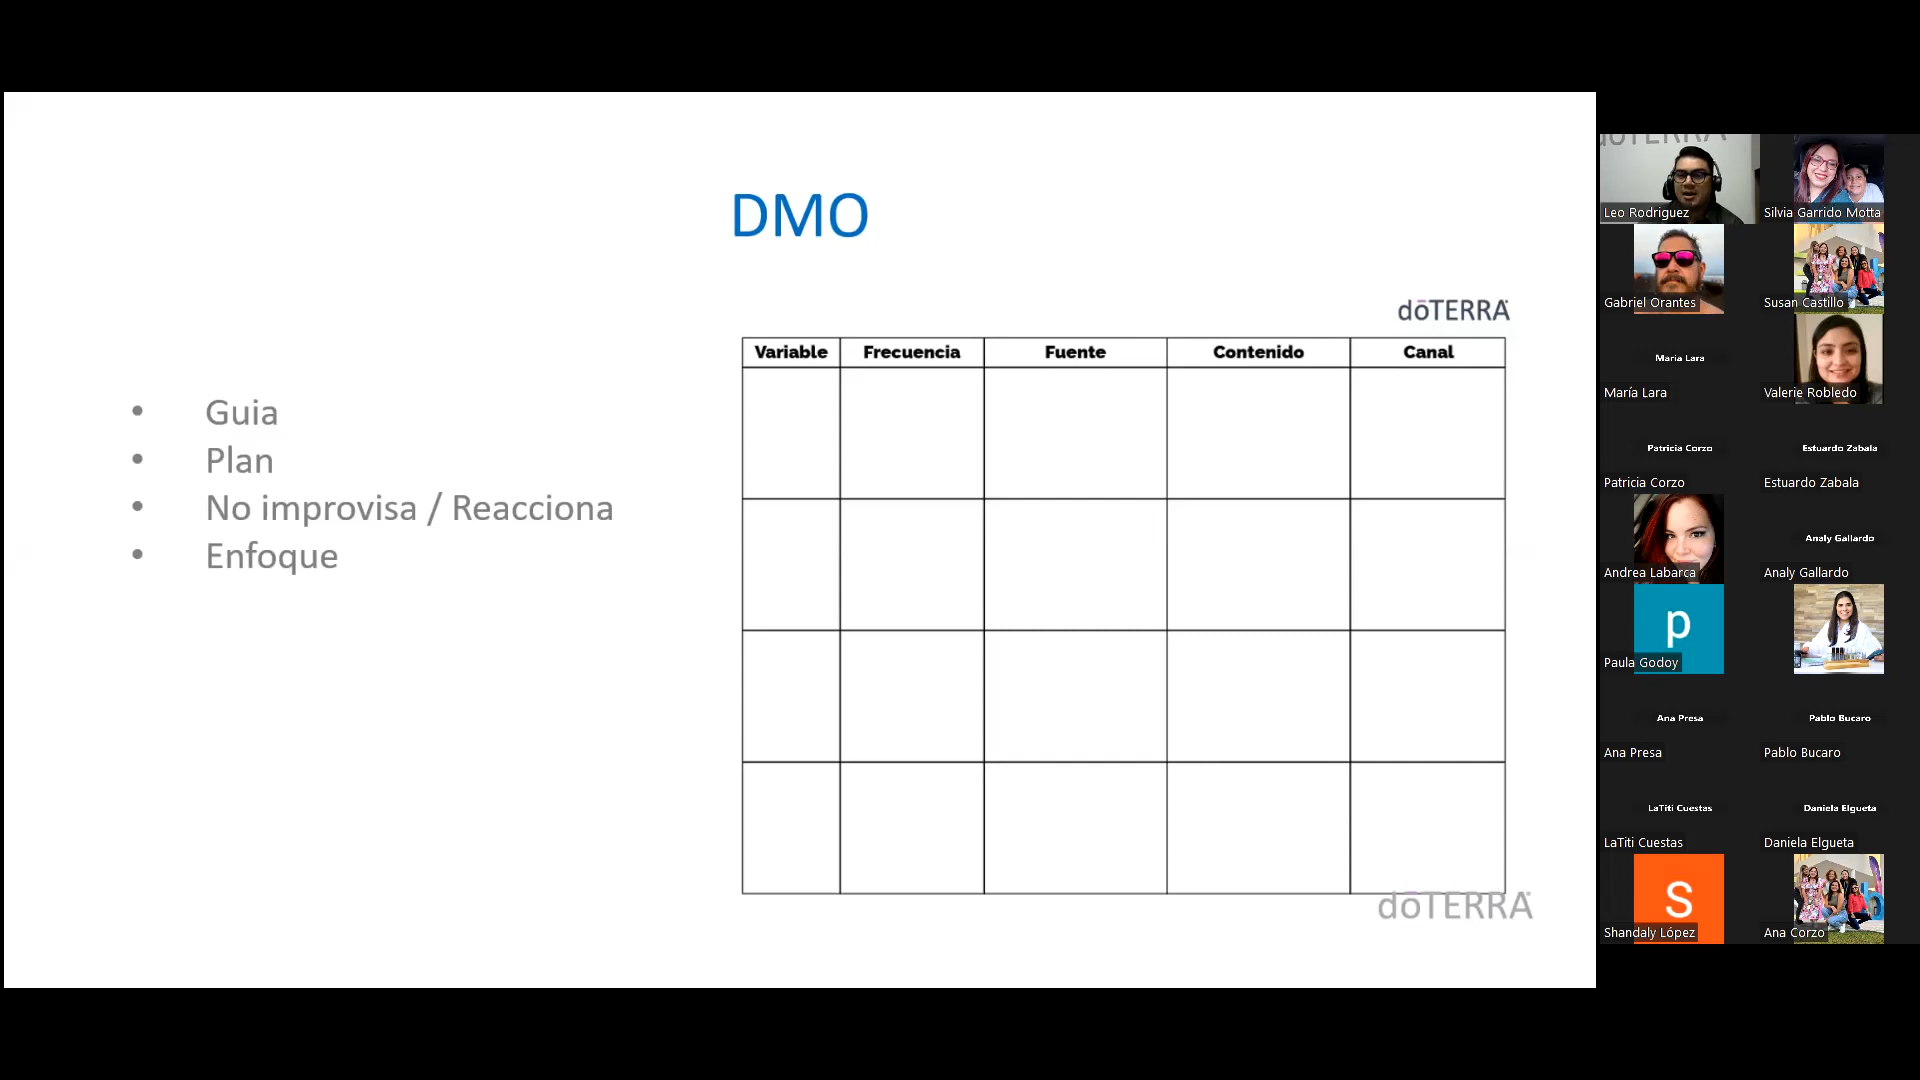 DMO
• Guia
• Plan
• No improvisa / Reacciona
• Enfoque
dōTERRA
Variable Frecuencia Fuente Contenido Canal
dōTERRA
dōTERRA
Leo Rodriguez
Silvia Garrido Motta
Gabriel Orantes
Susan Castillo
Maria Lara
María Lara
Valerie Robledo
Patricia Corzo
Patricia Corzo
Estuardo Zabala
Estuardo Zabala
Andrea Labarca
Analy Gallardo
Analy Gallardo
p
Paula Godoy
Ana Presa
Ana Presa
Pablo Bucaro
Pablo Bucaro
LaTiti Cuestas
LaTiti Cuestas
Daniela Elgueta
Daniela Elgueta
S
Shandaly López
Ana Corzo